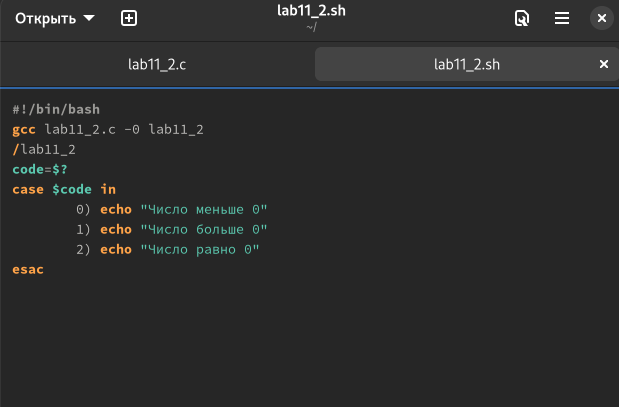 Открыть
lab11_2.sh
~/
lab11_2.c
lab11_2.sh
#!/bin/bash
gcc lab11_2.c -0 lab11_2
/lab11_2
code=$?
case $code in
0) echo "Число меньше 0"
1) echo "Число больше 0"
2) echo "Число равно 0"
esac